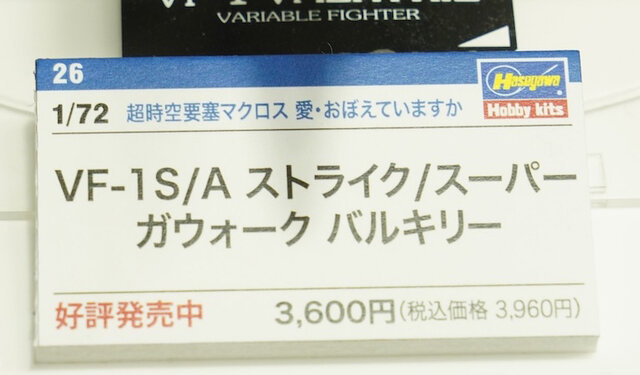 VARIABLE FIGHTER
26
Hasegawa
Hobby kits
1/72 超時空要塞マクロス 愛・おぼえていますか
VF-1S/A ストライク/スーパー
ガウォーク バルキリー
好評発売中 3,600円(税込価格 3,960円)